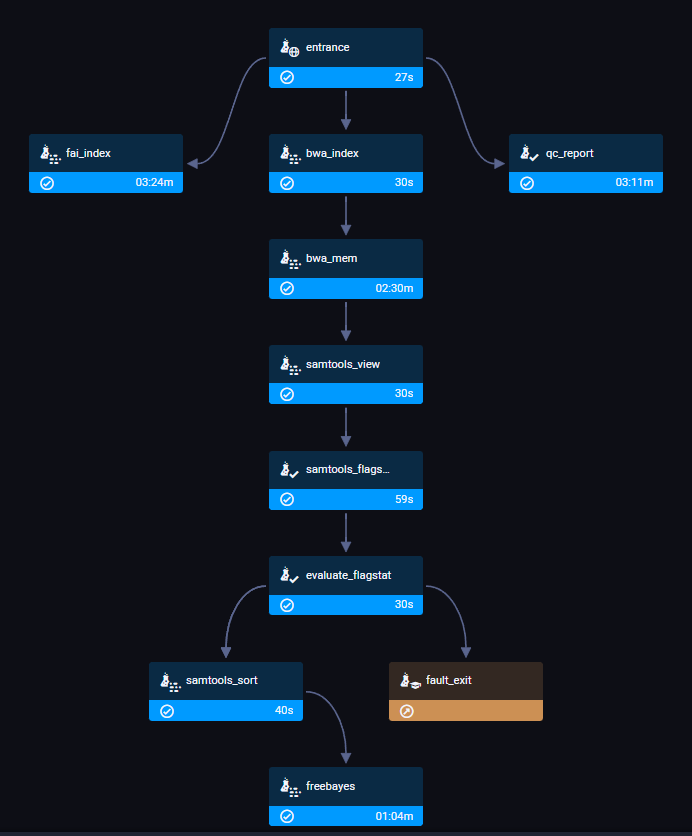 entrance
27s
fai_index
03:24m
bwa_index
30s
qc_report
03:11m
bwa_mem
02:30m
samtools_view
30s
samtools_flags…
59s
evaluate_flagstat
30s
samtools_sort
40s
fault_exit
freebayes
01:04m